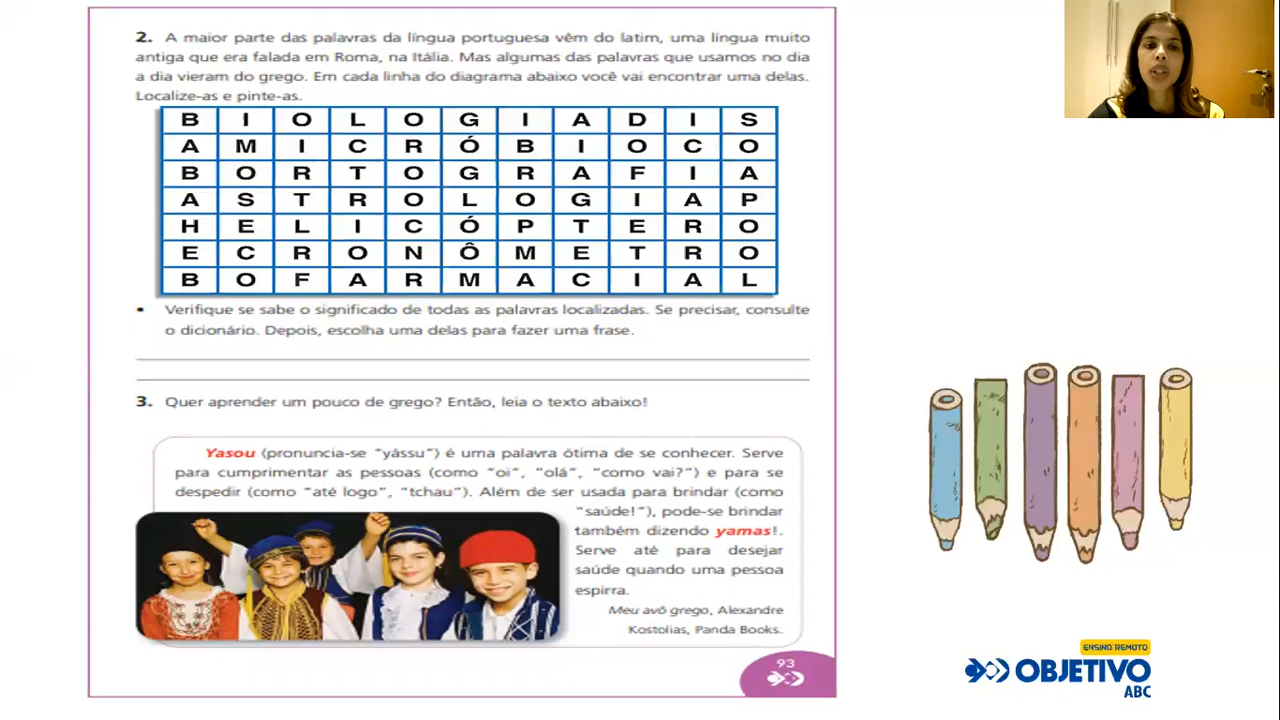 2. A maior parte das palavras da língua portuguesa vêm do latim, uma língua muito
antiga que era falada em Roma, na Itália. Mas algumas das palavras que usamos no dia
a dia vieram do grego. Em cada linha do diagrama abaixo você vai encontrar uma delas.
Localize-as e pinte-as.
B I O L O G I A D I S
A M I C R Ó B I O C O
B O R T O G R A F I A
A S T R O L O G I A P
H E L I C Ó P T E R O
E C R O N Ô M E T R O
B O F A R M A C I A L
• Verifique se sabe o significado de todas as palavras localizadas. Se precisar, consulte
o dicionário. Depois, escolha uma delas para fazer uma frase.
3. Quer aprender um pouco de grego? Então, leia o texto abaixo!
Yasou (pronuncia-se "yássu") é uma palavra ótima de se conhecer. Serve
para cumprimentar as pessoas (como "oi", "olá", "como vai?") e para se
despedir (como "até logo", "tchau"). Além de ser usada para brindar (como
"saúde!"), pode-se brindar
também dizendo yamas!.
Serve até para desejar
saúde quando uma pessoa
espirra.
Meu avô grego, Alexandre
Kostolias, Panda Books.
93
ENSINO REMOTO
OBJETIVO
ABC